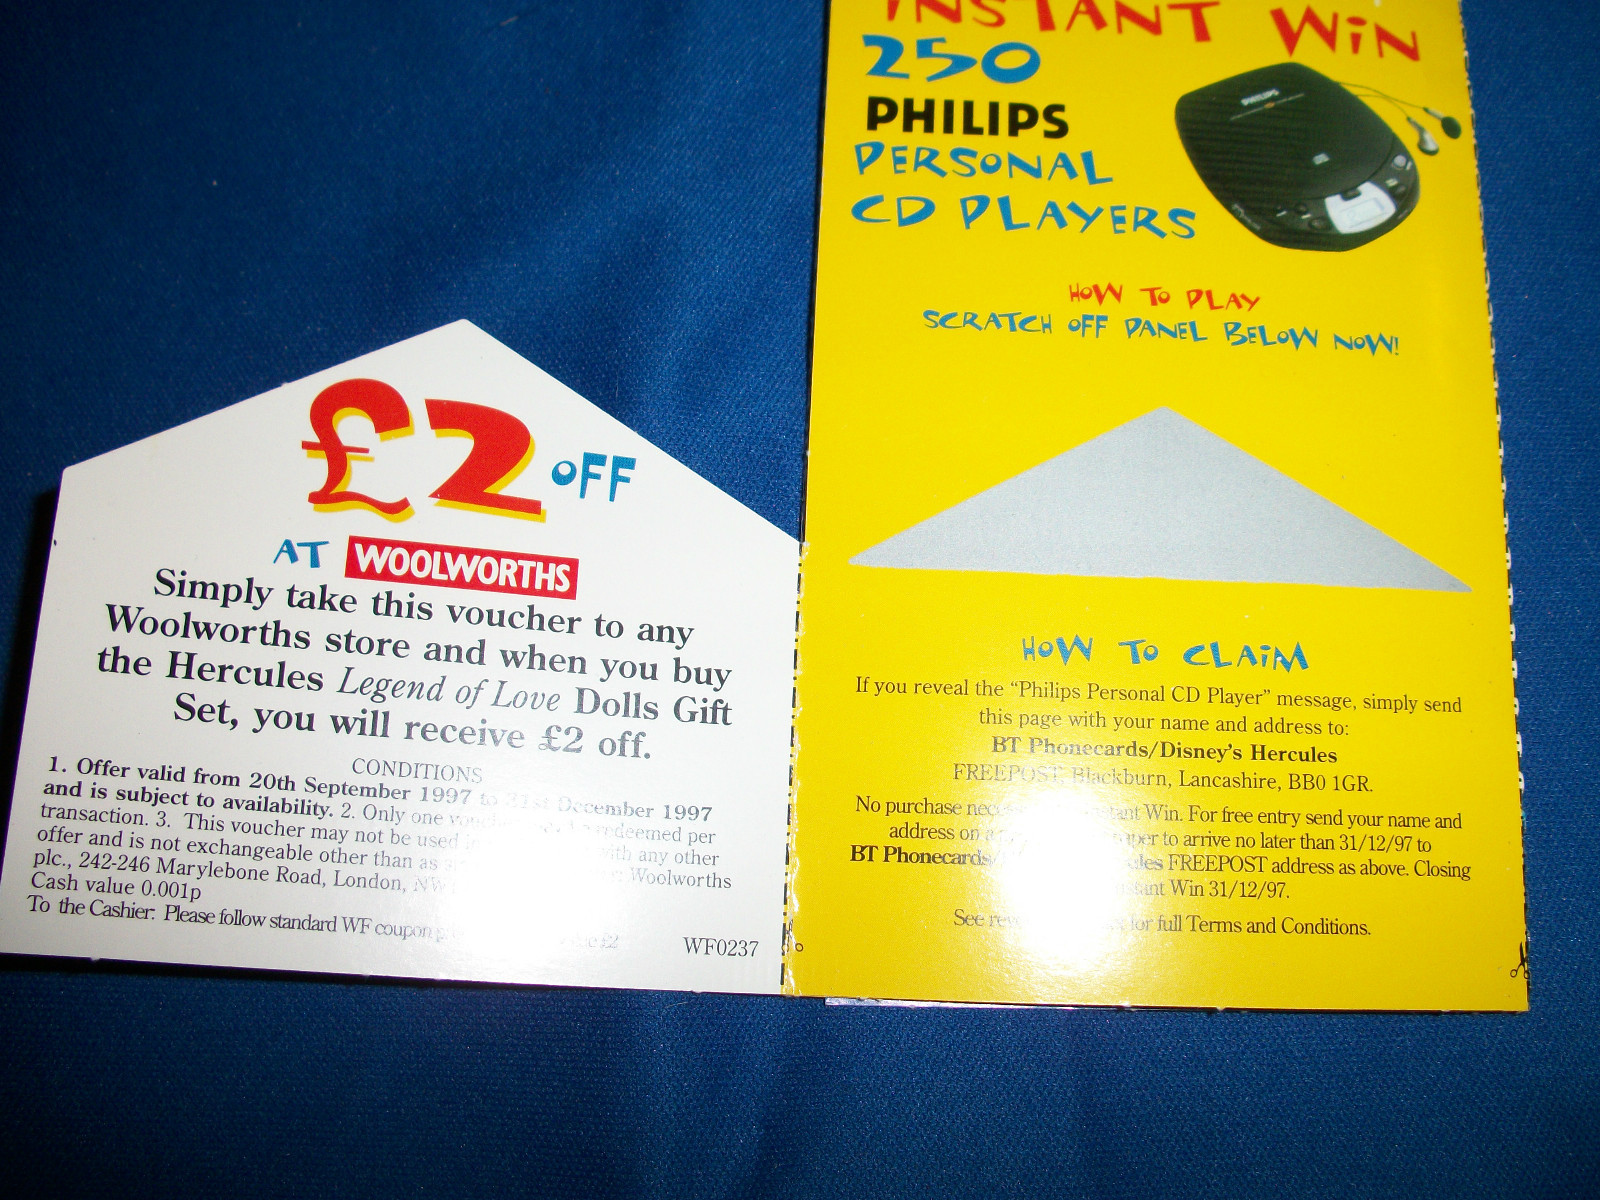 £2 OFF
AT WOOLWORTHS
Simply take this voucher to any
Woolworths store and when you buy
the Hercules Legend of Love Dolls Gift
Set, you will receive £2 off.
CONDITIONS
1. Offer valid from 20th September 1997 to 31st December 1997
and is subject to availability. 2. Only one voucher redeemed per
transaction. 3. This voucher may not be used with any other
offer and is not exchangeable other than as Woolworths
plc., 242-246 Marylebone Road, London, NW
Cash value 0.001p
To the Cashier: Please follow standard WF coupon £2
WF0237
INSTANT WiN
250
PHILIPS
PERSONAL
CD PLAYERS
PHILIPS
HOW TO PLAY
SCRATCH OFF PANEL BELOW NOW!
HOW TO CLAiM
If you reveal the "Philips Personal CD Player" message, simply send
this page with your name and address to:
BT Phonecards/Disney's Hercules
FREEPOST, Blackburn, Lancashire, BB0 1GR.
No purchase Instant Win. For free entry send your name and
address on paper to arrive no later than 31/12/97 to
BT Phonecards/ Hercules FREEPOST address as above. Closing
Instant Win 31/12/97.
See for full Terms and Conditions.